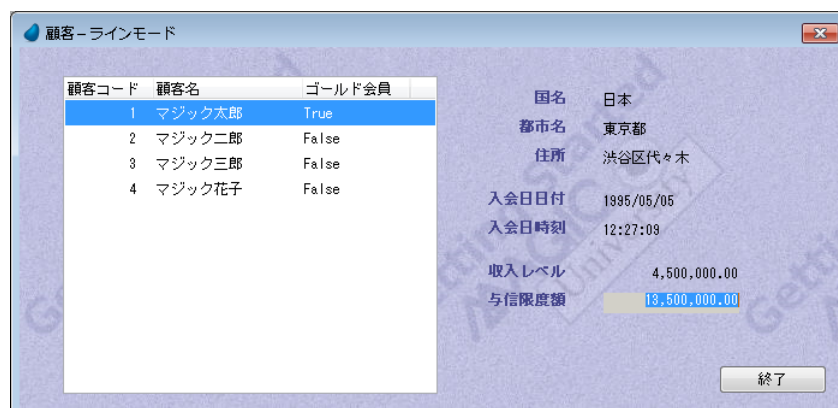 顧客－ラインモード
顧客コード 顧客名 ゴールド会員
1 マジック太郎 True
2 マジック二郎 False
3 マジック三郎 False
4 マジック花子 False
国名 日本
都市名 東京都
住所 渋谷区代々木
入会日日付 1995/05/05
入会日時刻 12:27:09
収入レベル 4,500,000.00
与信限度額 13,500,000.00
終了
Getting Started
MAGIC
University